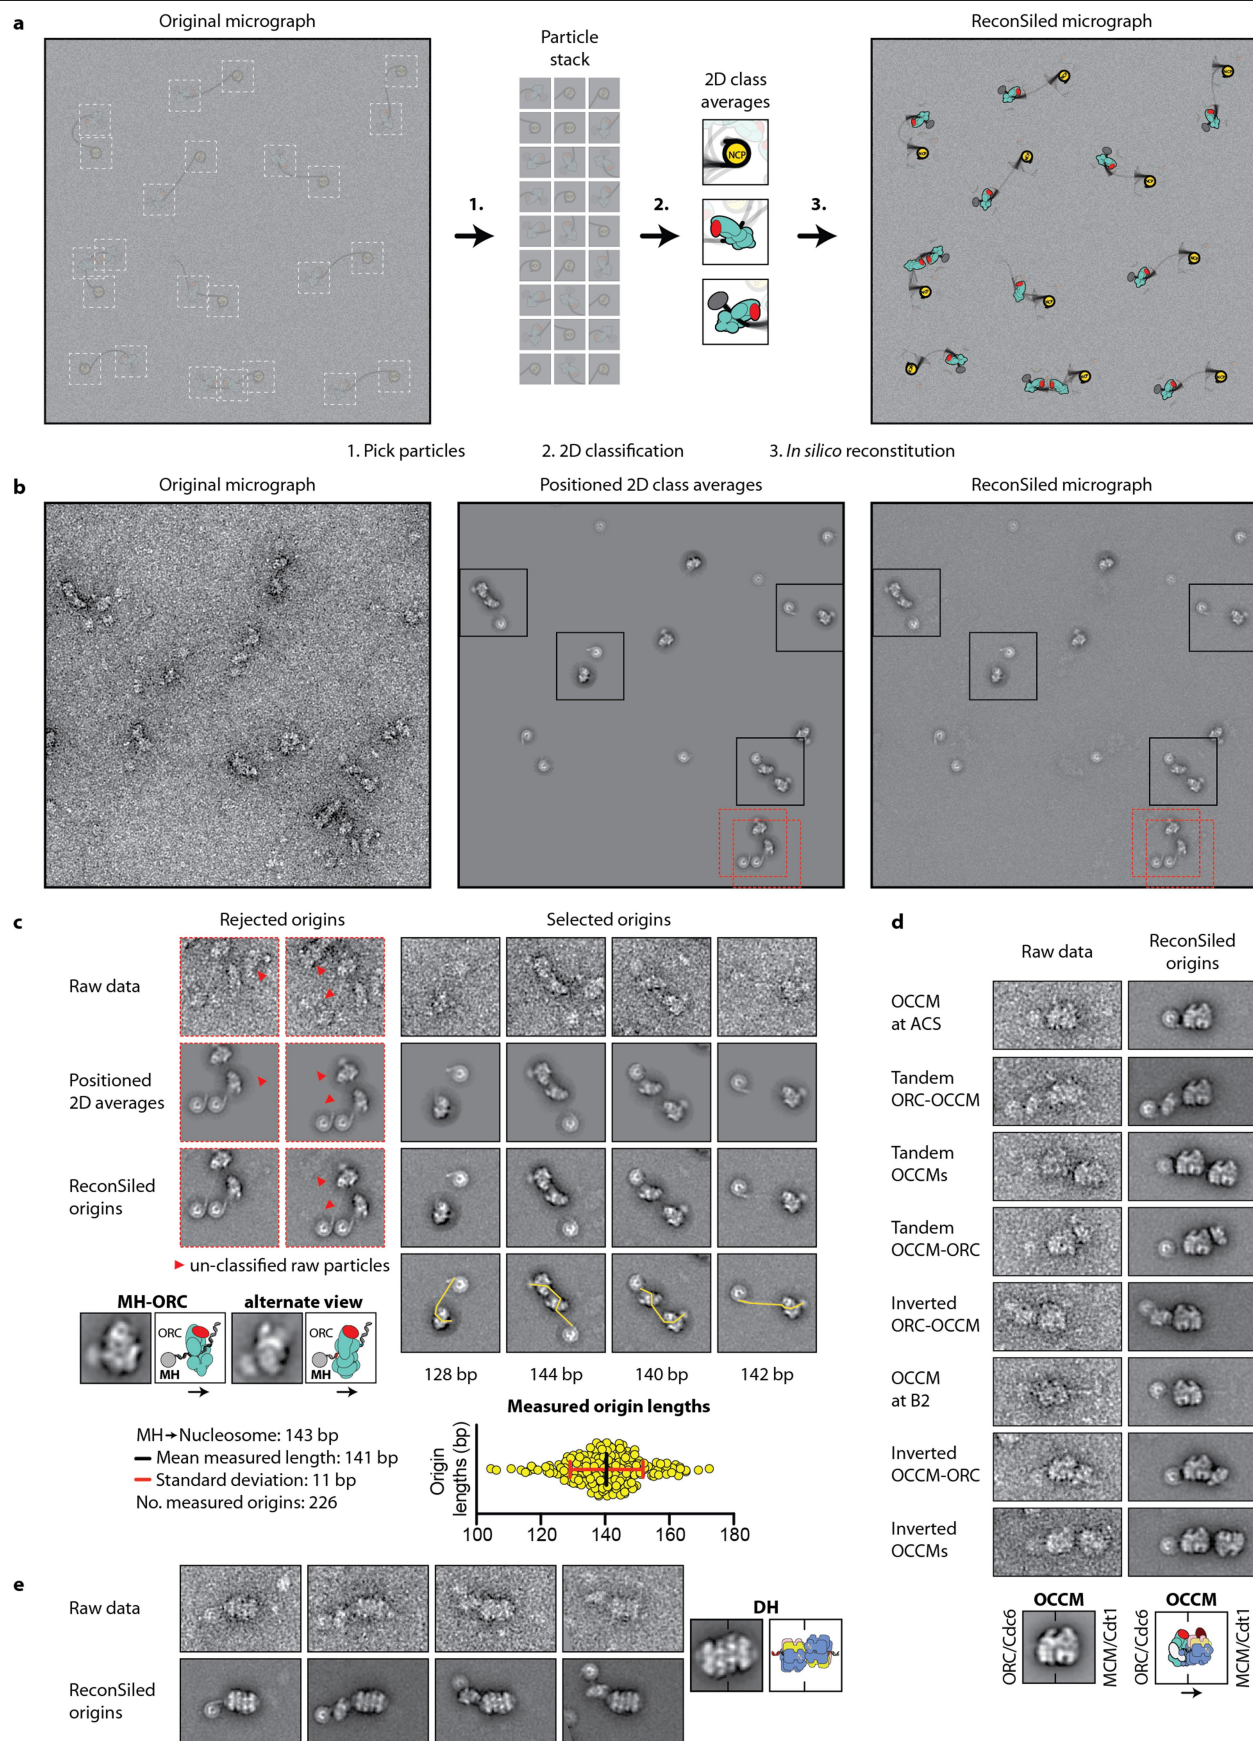 a
Original micrograph
Particle
stack
2D class
averages
ReconSiled micrograph
NCP
1.
2.
3.
1. Pick particles
2. 2D classification
3. In silico reconstitution
b
Original micrograph
Positioned 2D class averages
ReconSiled micrograph
c
Rejected origins
Selected origins
Raw data
Positioned
2D averages
ReconSiled
origins
un-classified raw particles
MH-ORC
alternate view
ORC
MH
ORC
MH
128 bp
144 bp
140 bp
142 bp
MH→Nucleosome: 143 bp
Mean measured length: 141 bp
Standard deviation: 11 bp
No. measured origins: 226
Measured origin lengths
Origin
lengths (bp)
100
120
140
160
180
d
Raw data
ReconSiled
origins
OCCM
at ACS
Tandem
ORC-OCCM
Tandem
OCCMs
Tandem
OCCM-ORC
Inverted
ORC-OCCM
OCCM
at B2
Inverted
OCCM-ORC
Inverted
OCCMs
OCCM
ORC/Cdc6
MCM/Cdt1
OCCM
ORC/Cdc6
MCM/Cdt1
e
Raw data
ReconSiled
origins
DH